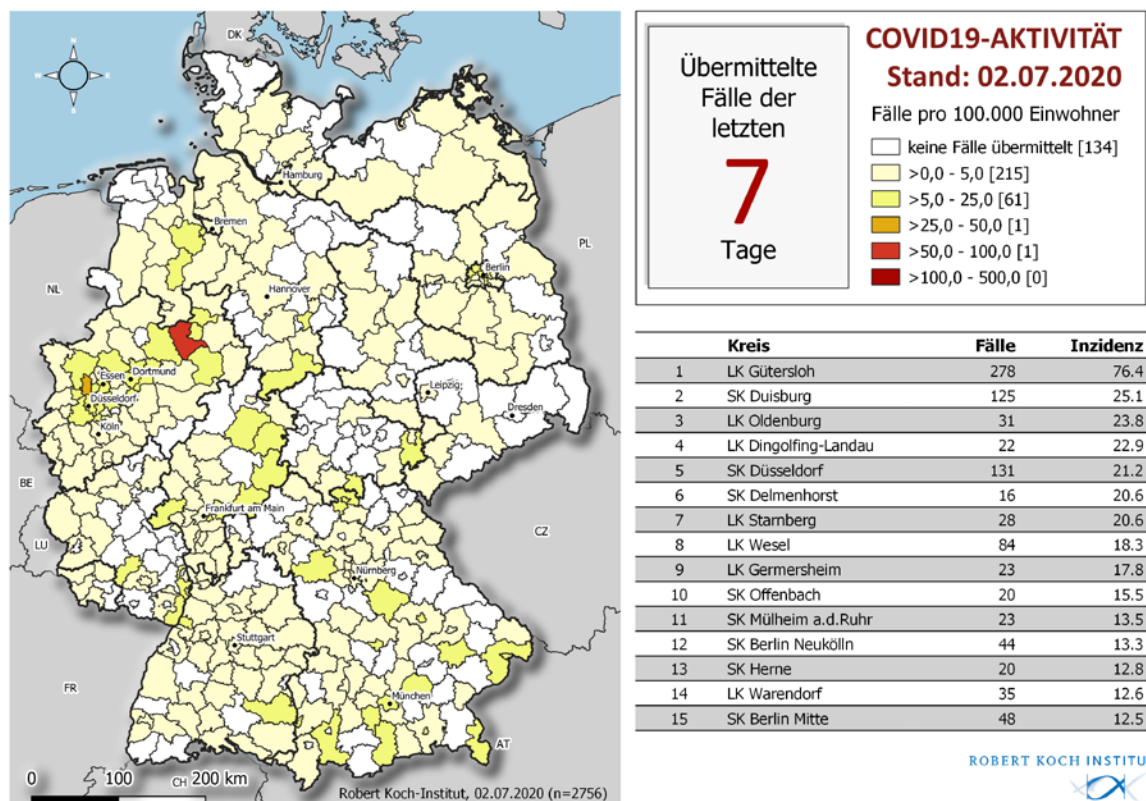 DK
PL
NL
BE
LU
FR
CH
AT
CZ
W
Hamburg
Bremen
Berlin
Hannover
Essen
Dortmund
Düsseldorf
Köln
Leipzig
Dresden
Frankfurt am Main
Nürnberg
Stuttgart
München
0 100 200 km
Robert Koch-Institut, 02.07.2020 (n=2756)
Übermittelte
Fälle der
letzten
7
Tage
COVID19-AKTIVITÄT
Stand: 02.07.2020
Fälle pro 100.000 Einwohner
keine Fälle übermittelt [134]
>0,0 - 5,0 [215]
>5,0 - 25,0 [61]
>25,0 - 50,0 [1]
>50,0 - 100,0 [1]
>100,0 - 500,0 [0]
Kreis Fälle Inzidenz
1 LK Gütersloh 278 76.4
2 SK Duisburg 125 25.1
3 LK Oldenburg 31 23.8
4 LK Dingolfing-Landau 22 22.9
5 SK Düsseldorf 131 21.2
6 SK Delmenhorst 16 20.6
7 LK Starnberg 28 20.6
8 LK Wesel 84 18.3
9 LK Germersheim 23 17.8
10 SK Offenbach 20 15.5
11 SK Mülheim a.d.Ruhr 23 13.5
12 SK Berlin Neukölln 44 13.3
13 SK Herne 20 12.8
14 LK Warendorf 35 12.6
15 SK Berlin Mitte 48 12.5
ROBERT KOCH INSTITU